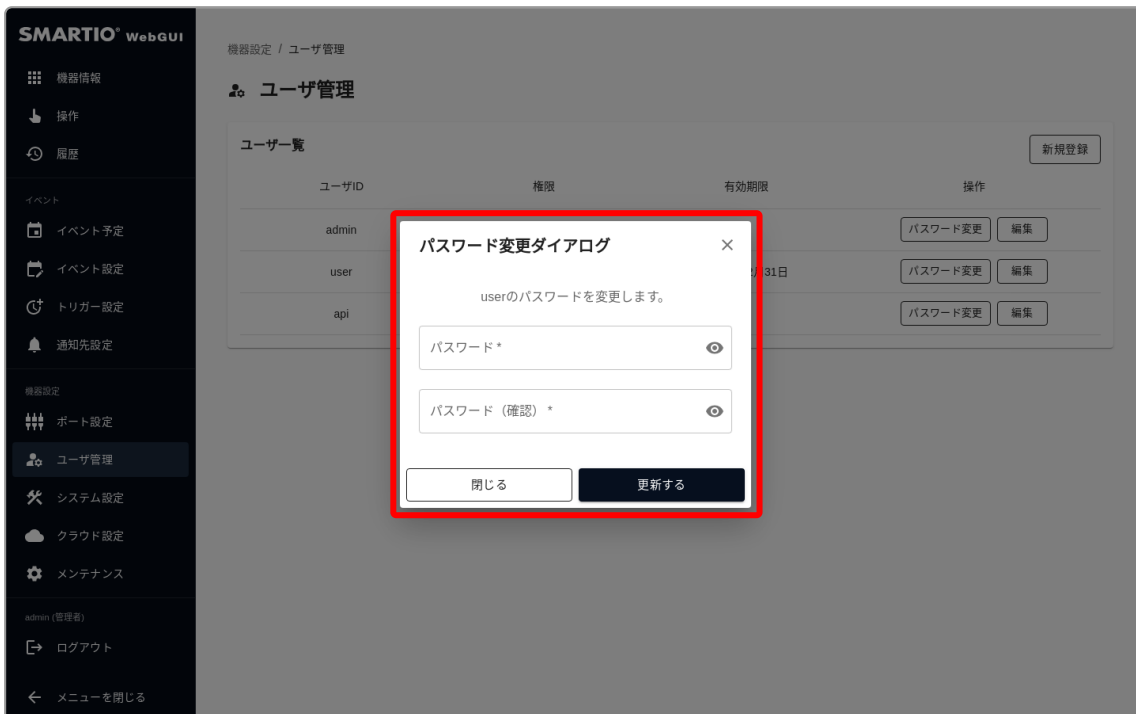 SMARTIO° WebGUI
機器情報
操作
履歴
イベント
イベント予定
イベント設定
トリガー設定
通知先設定
機器設定
ポート設定
ユーザ管理
システム設定
クラウド設定
メンテナンス
admin (管理者)
ログアウト
メニューを閉じる
機器設定 / ユーザ管理
ユーザ管理
ユーザ一覧
新規登録
ユーザID 権限 有効期限 操作
admin パスワード変更 編集
user 月31日 パスワード変更 編集
api パスワード変更 編集
パスワード変更ダイアログ
userのパスワードを変更します。
パスワード *
パスワード（確認） *
閉じる 更新する